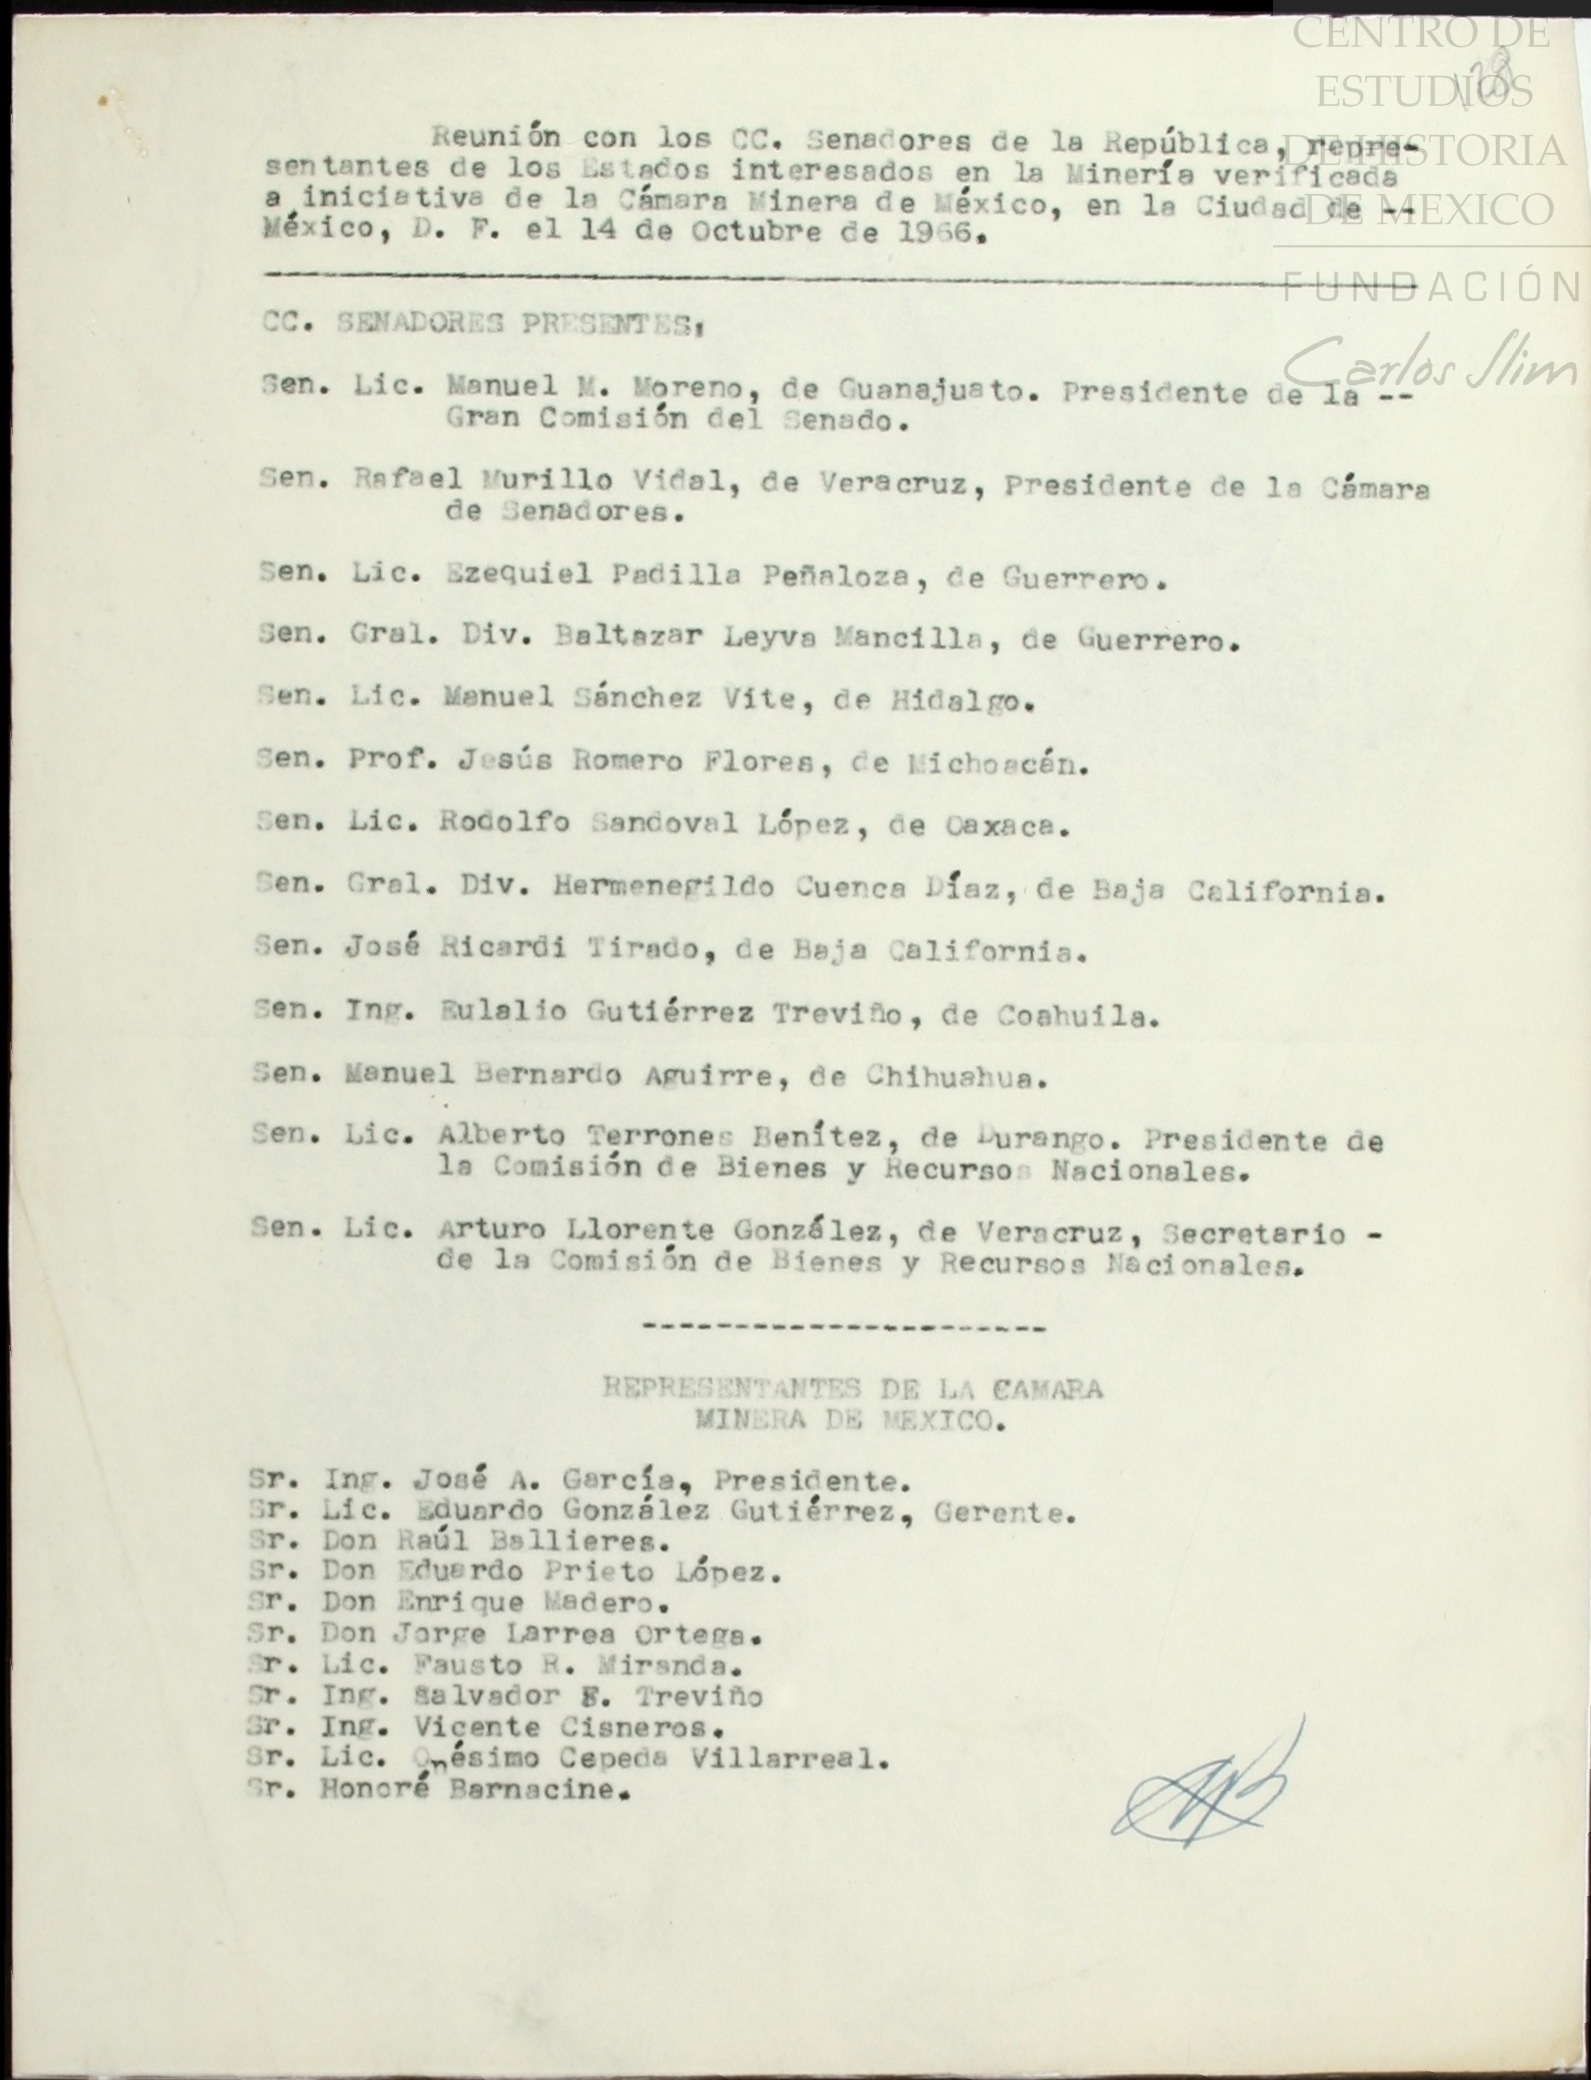 CENTRO DE
ESTUDIOS
DE HISTORIA
DE MEXICO
FUNDACIÓN
Carlos Slim
Reunión con los CC. Senadores de la República, repre-
sentantes de los Estados interesados en la Minería verificada
a iniciativa de la Cámara Minera de México, en la Ciudad de --
México, D. F. el 14 de Octubre de 1966.
CC. SENADORES PRESENTES:
Sen. Lic. Manuel M. Moreno, de Guanajuato. Presidente de la --
Gran Comisión del Senado.
Sen. Rafael Murillo Vidal, de Veracruz, Presidente de la Cámara
de Senadores.
Sen. Lic. Ezequiel Padilla Peñaloza, de Guerrero.
Sen. Gral. Div. Baltazar Leyva Mancilla, de Guerrero.
Sen. Lic. Manuel Sánchez Vite, de Hidalgo.
Sen. Prof. Jesús Romero Flores, de Michoacán.
Sen. Lic. Rodolfo Sandoval López, de Oaxaca.
Sen. Gral. Div. Hermenegildo Cuenca Díaz, de Baja California.
Sen. José Ricardi Tirado, de Baja California.
Sen. Ing. Eulalio Gutiérrez Treviño, de Coahuila.
Sen. Manuel Bernardo Aguirre, de Chihuahua.
Sen. Lic. Alberto Terrones Benítez, de Durango. Presidente de
la Comisión de Bienes y Recursos Nacionales.
Sen. Lic. Arturo Llorente González, de Veracruz, Secretario -
de la Comisión de Bienes y Recursos Nacionales.
----------------------
REPRESENTANTES DE LA CAMARA
MINERA DE MEXICO.
Sr. Ing. José A. García, Presidente.
Sr. Lic. Eduardo González Gutiérrez, Gerente.
Sr. Don Raúl Ballieres.
Sr. Don Eduardo Prieto López.
Sr. Don Enrique Madero.
Sr. Don Jorge Larrea Ortega.
Sr. Lic. Fausto R. Miranda.
Sr. Ing. Salvador F. Treviño
Sr. Ing. Vicente Cisneros.
Sr. Lic. Onésimo Cepeda Villarreal.
Sr. Honoré Barnacine.